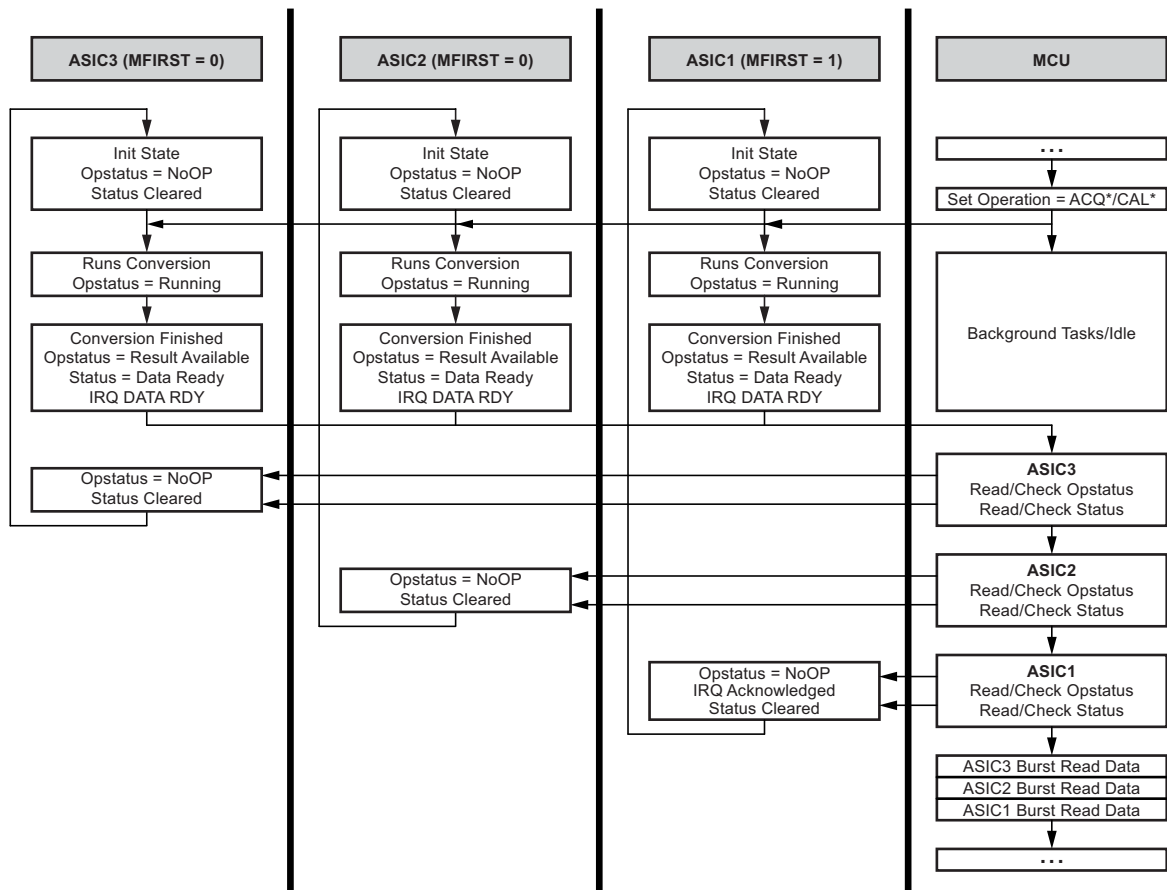 ASIC3 (MFIRST = 0)
ASIC2 (MFIRST = 0)
ASIC1 (MFIRST = 1)
MCU
Init State
Opstatus = NoOP
Status Cleared
Init State
Opstatus = NoOP
Status Cleared
Init State
Opstatus = NoOP
Status Cleared
...
Set Operation = ACQ*/CAL*
Runs Conversion
Opstatus = Running
Runs Conversion
Opstatus = Running
Runs Conversion
Opstatus = Running
Background Tasks/Idle
Conversion Finished
Opstatus = Result Available
Status = Data Ready
IRQ DATA RDY
Conversion Finished
Opstatus = Result Available
Status = Data Ready
IRQ DATA RDY
Conversion Finished
Opstatus = Result Available
Status = Data Ready
IRQ DATA RDY
Opstatus = NoOP
Status Cleared
ASIC3
Read/Check Opstatus
Read/Check Status
Opstatus = NoOP
Status Cleared
ASIC2
Read/Check Opstatus
Read/Check Status
Opstatus = NoOP
IRQ Acknowledged
Status Cleared
ASIC1
Read/Check Opstatus
Read/Check Status
ASIC3 Burst Read Data
ASIC2 Burst Read Data
ASIC1 Burst Read Data
...